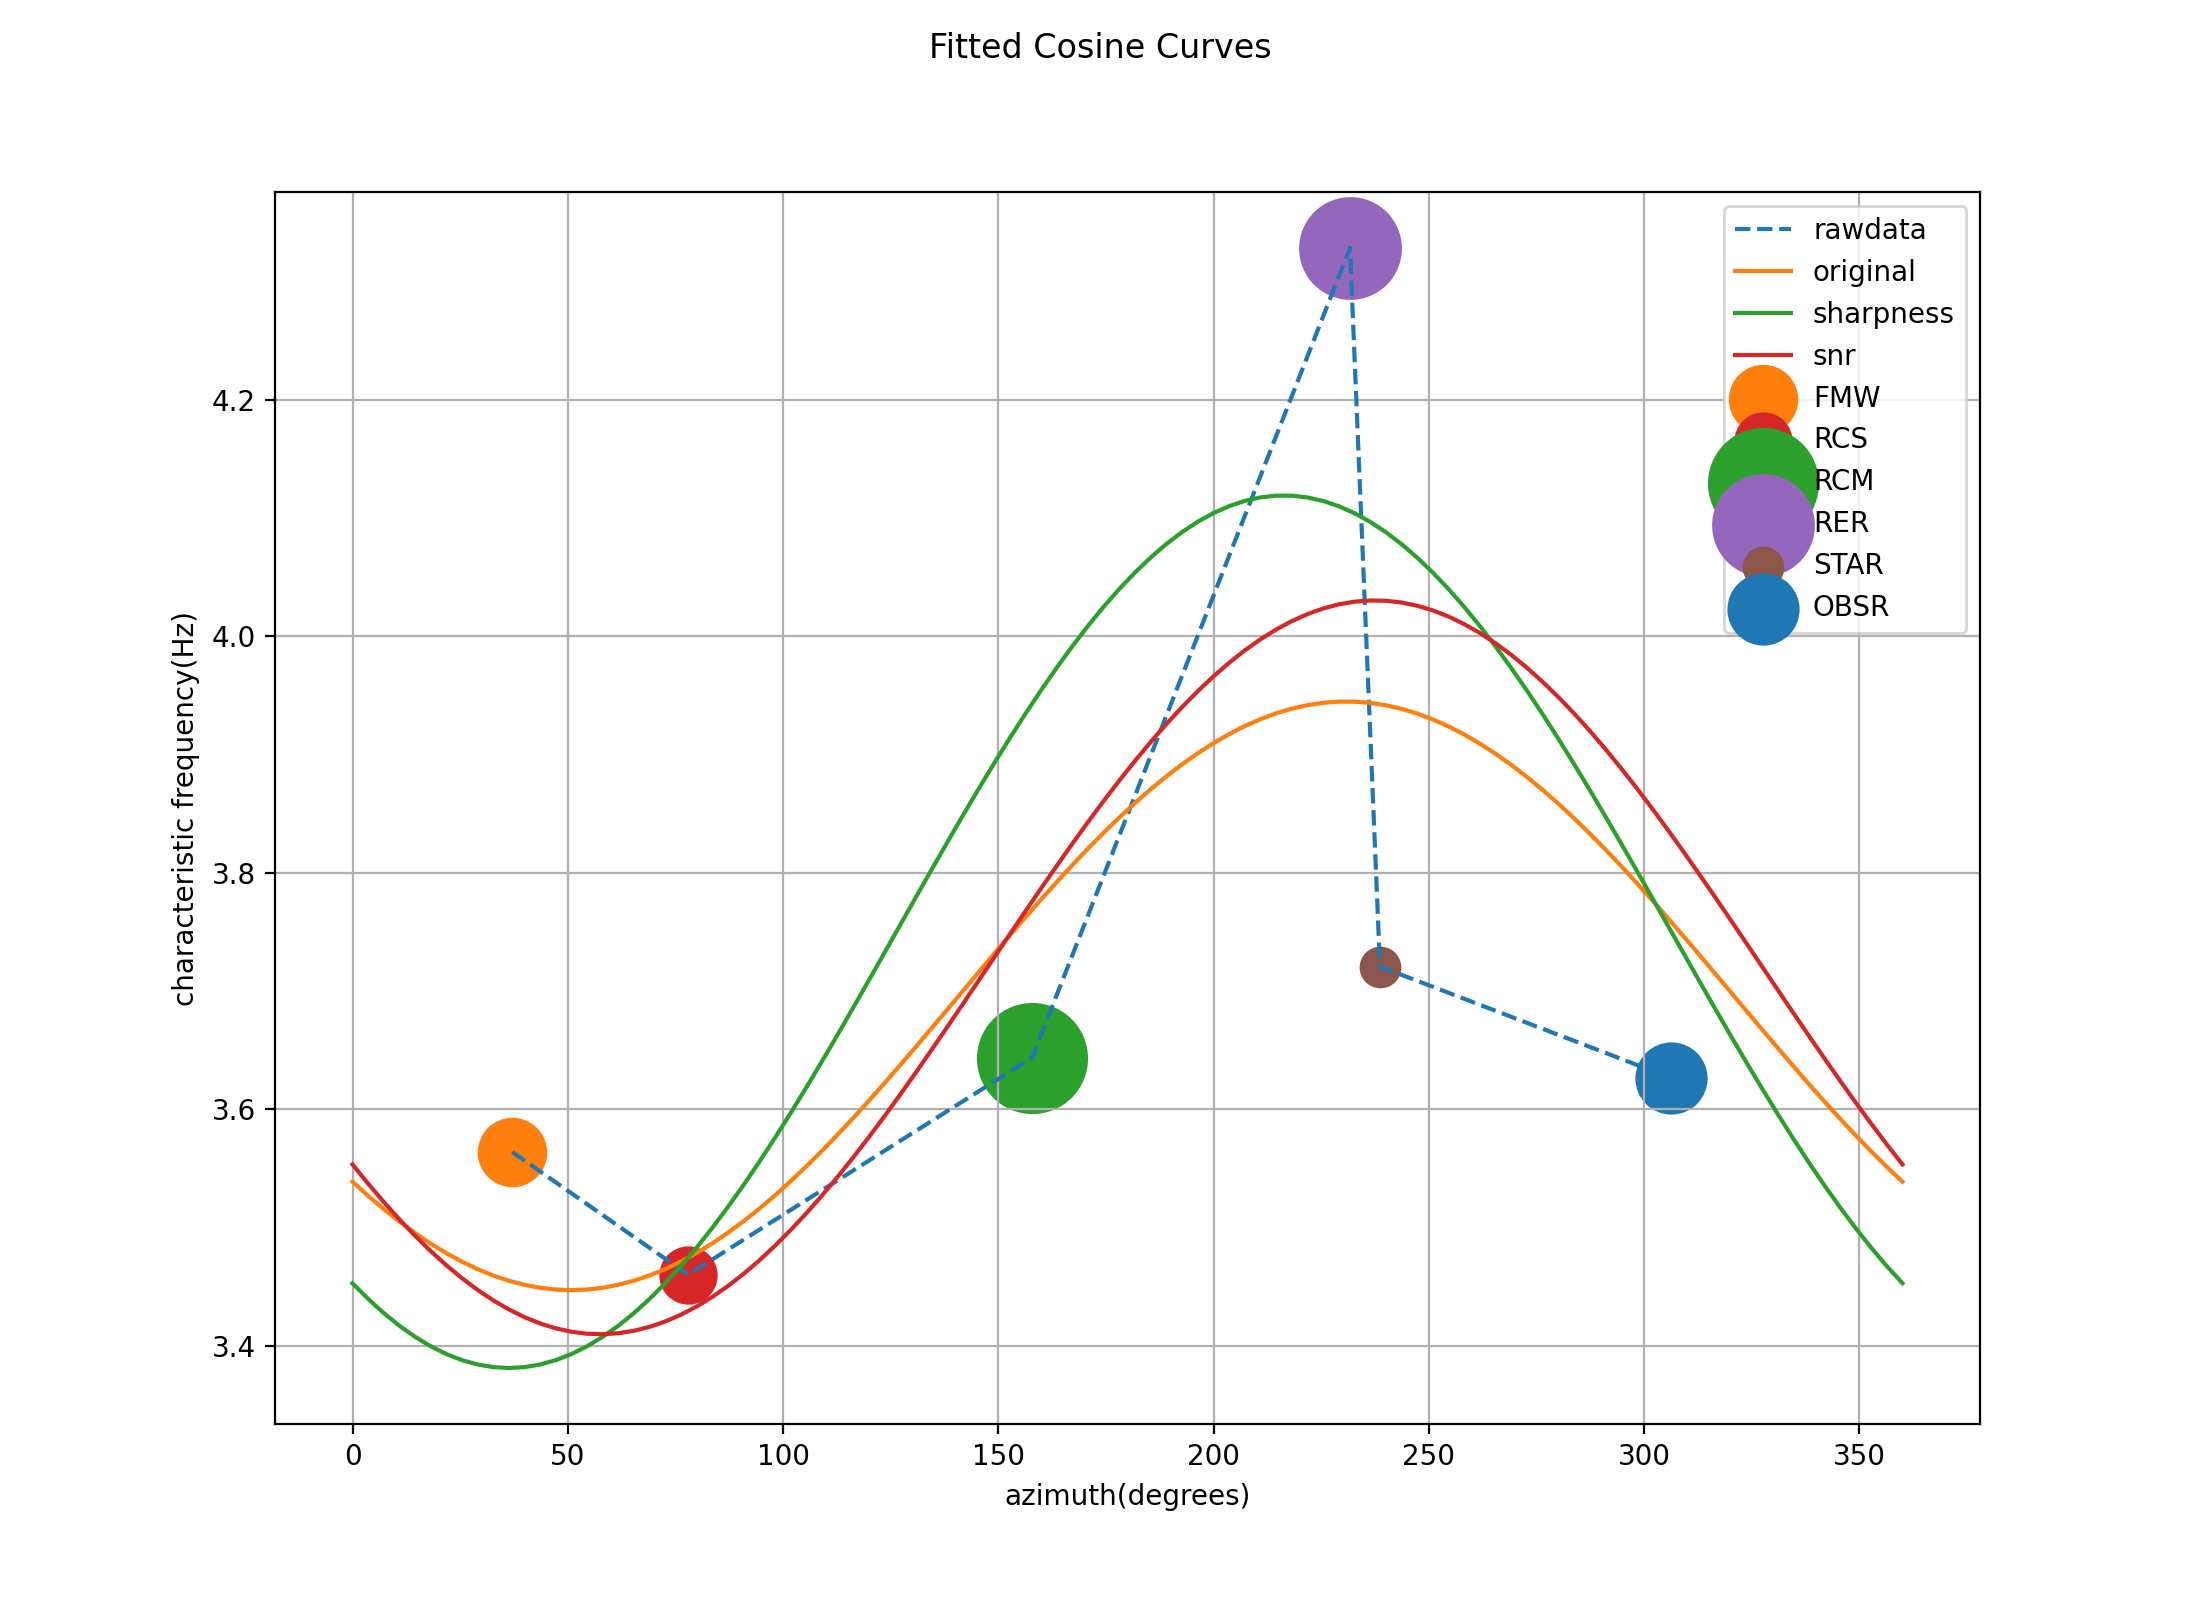 Fitted Cosine Curves
rawdata
original
sharpness
snr
FMW
RCS
RCM
RER
STAR
OBSR
characteristic frequency(Hz)
4.2
4.0
3.8
3.6
3.4
0 50 100 150 200 250 300 350
azimuth(degrees)